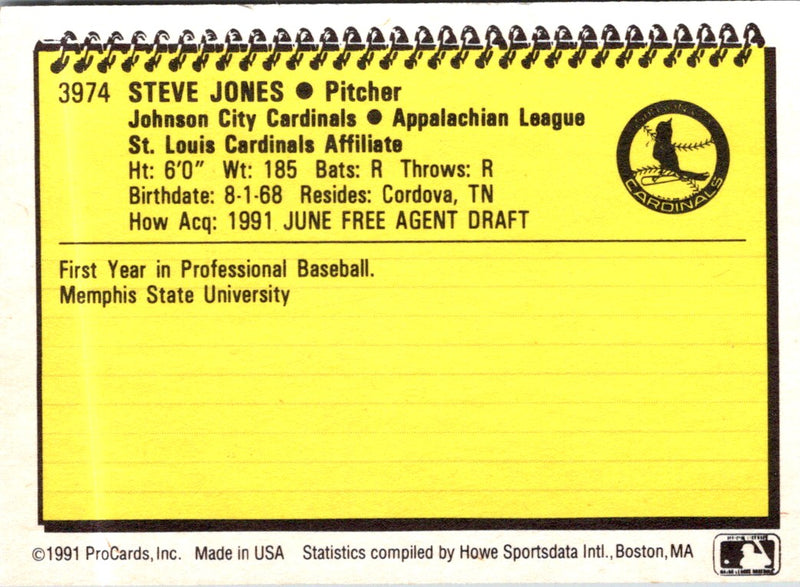 3974 STEVE JONES ● Pitcher
Johnson City Cardinals ● Appalachian League
St. Louis Cardinals Affiliate
Ht: 6'0" Wt: 185 Bats: R Throws: R
Birthdate: 8-1-68 Resides: Cordova, TN
How Acq: 1991 JUNE FREE AGENT DRAFT
CARDINALS
First Year in Professional Baseball.
Memphis State University
©1991 ProCards, Inc. Made in USA Statistics compiled by Howe Sportsdata Intl., Boston, MA